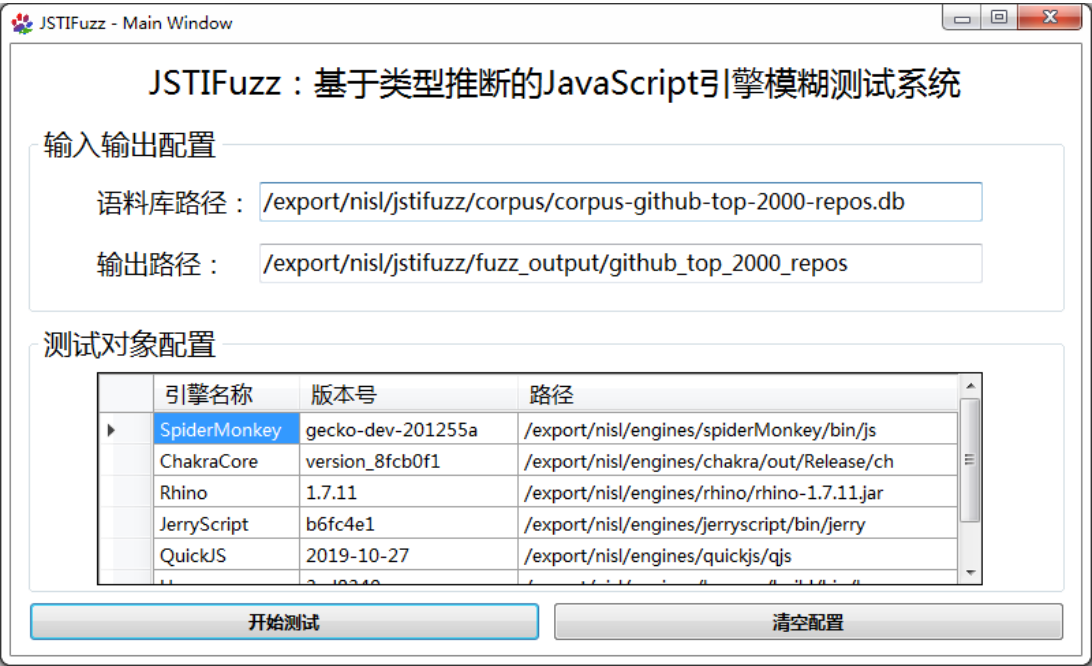 JSTIFuzz - Main Window
JSTIFuzz：基于类型推断的JavaScript引擎模糊测试系统
输入输出配置
语料库路径： /export/nisl/jstifuzz/corpus/corpus-github-top-2000-repos.db
输出路径： /export/nisl/jstifuzz/fuzz_output/github_top_2000_repos
测试对象配置
引擎名称 版本号 路径
SpiderMonkey gecko-dev-201255a /export/nisl/engines/spiderMonkey/bin/js
ChakraCore version_8fcb0f1 /export/nisl/engines/chakra/out/Release/ch
Rhino 1.7.11 /export/nisl/engines/rhino/rhino-1.7.11.jar
JerryScript b6fc4e1 /export/nisl/engines/jerryscript/bin/jerry
QuickJS 2019-10-27 /export/nisl/engines/quickjs/qjs
开始测试 清空配置